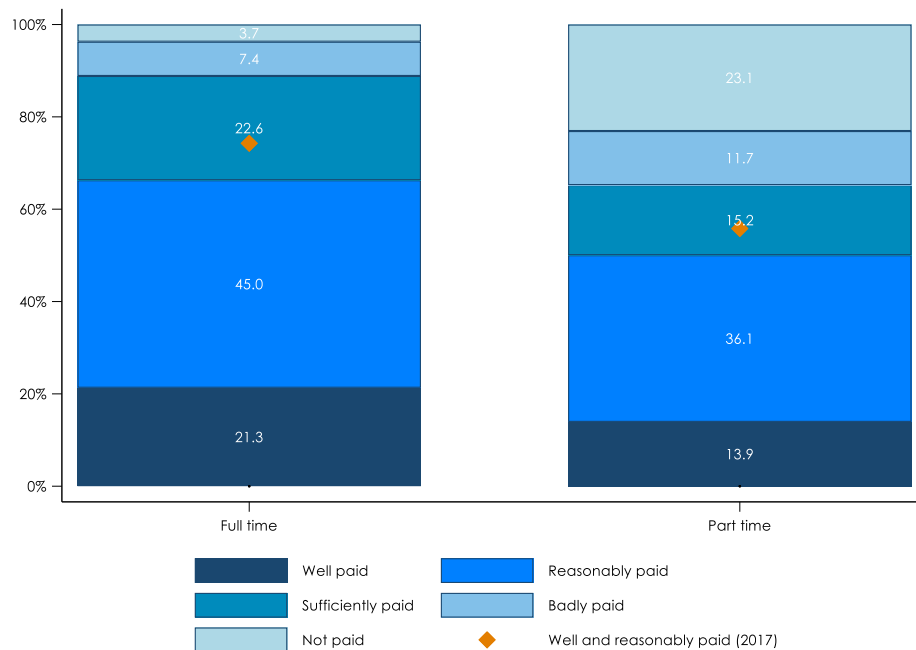 100%
80%
60%
40%
20%
0%
3.7
7.4
22.6
45.0
21.3
23.1
11.7
15.2
36.1
13.9
Full time
Part time
Well paid
Reasonably paid
Sufficiently paid
Badly paid
Not paid
Well and reasonably paid (2017)